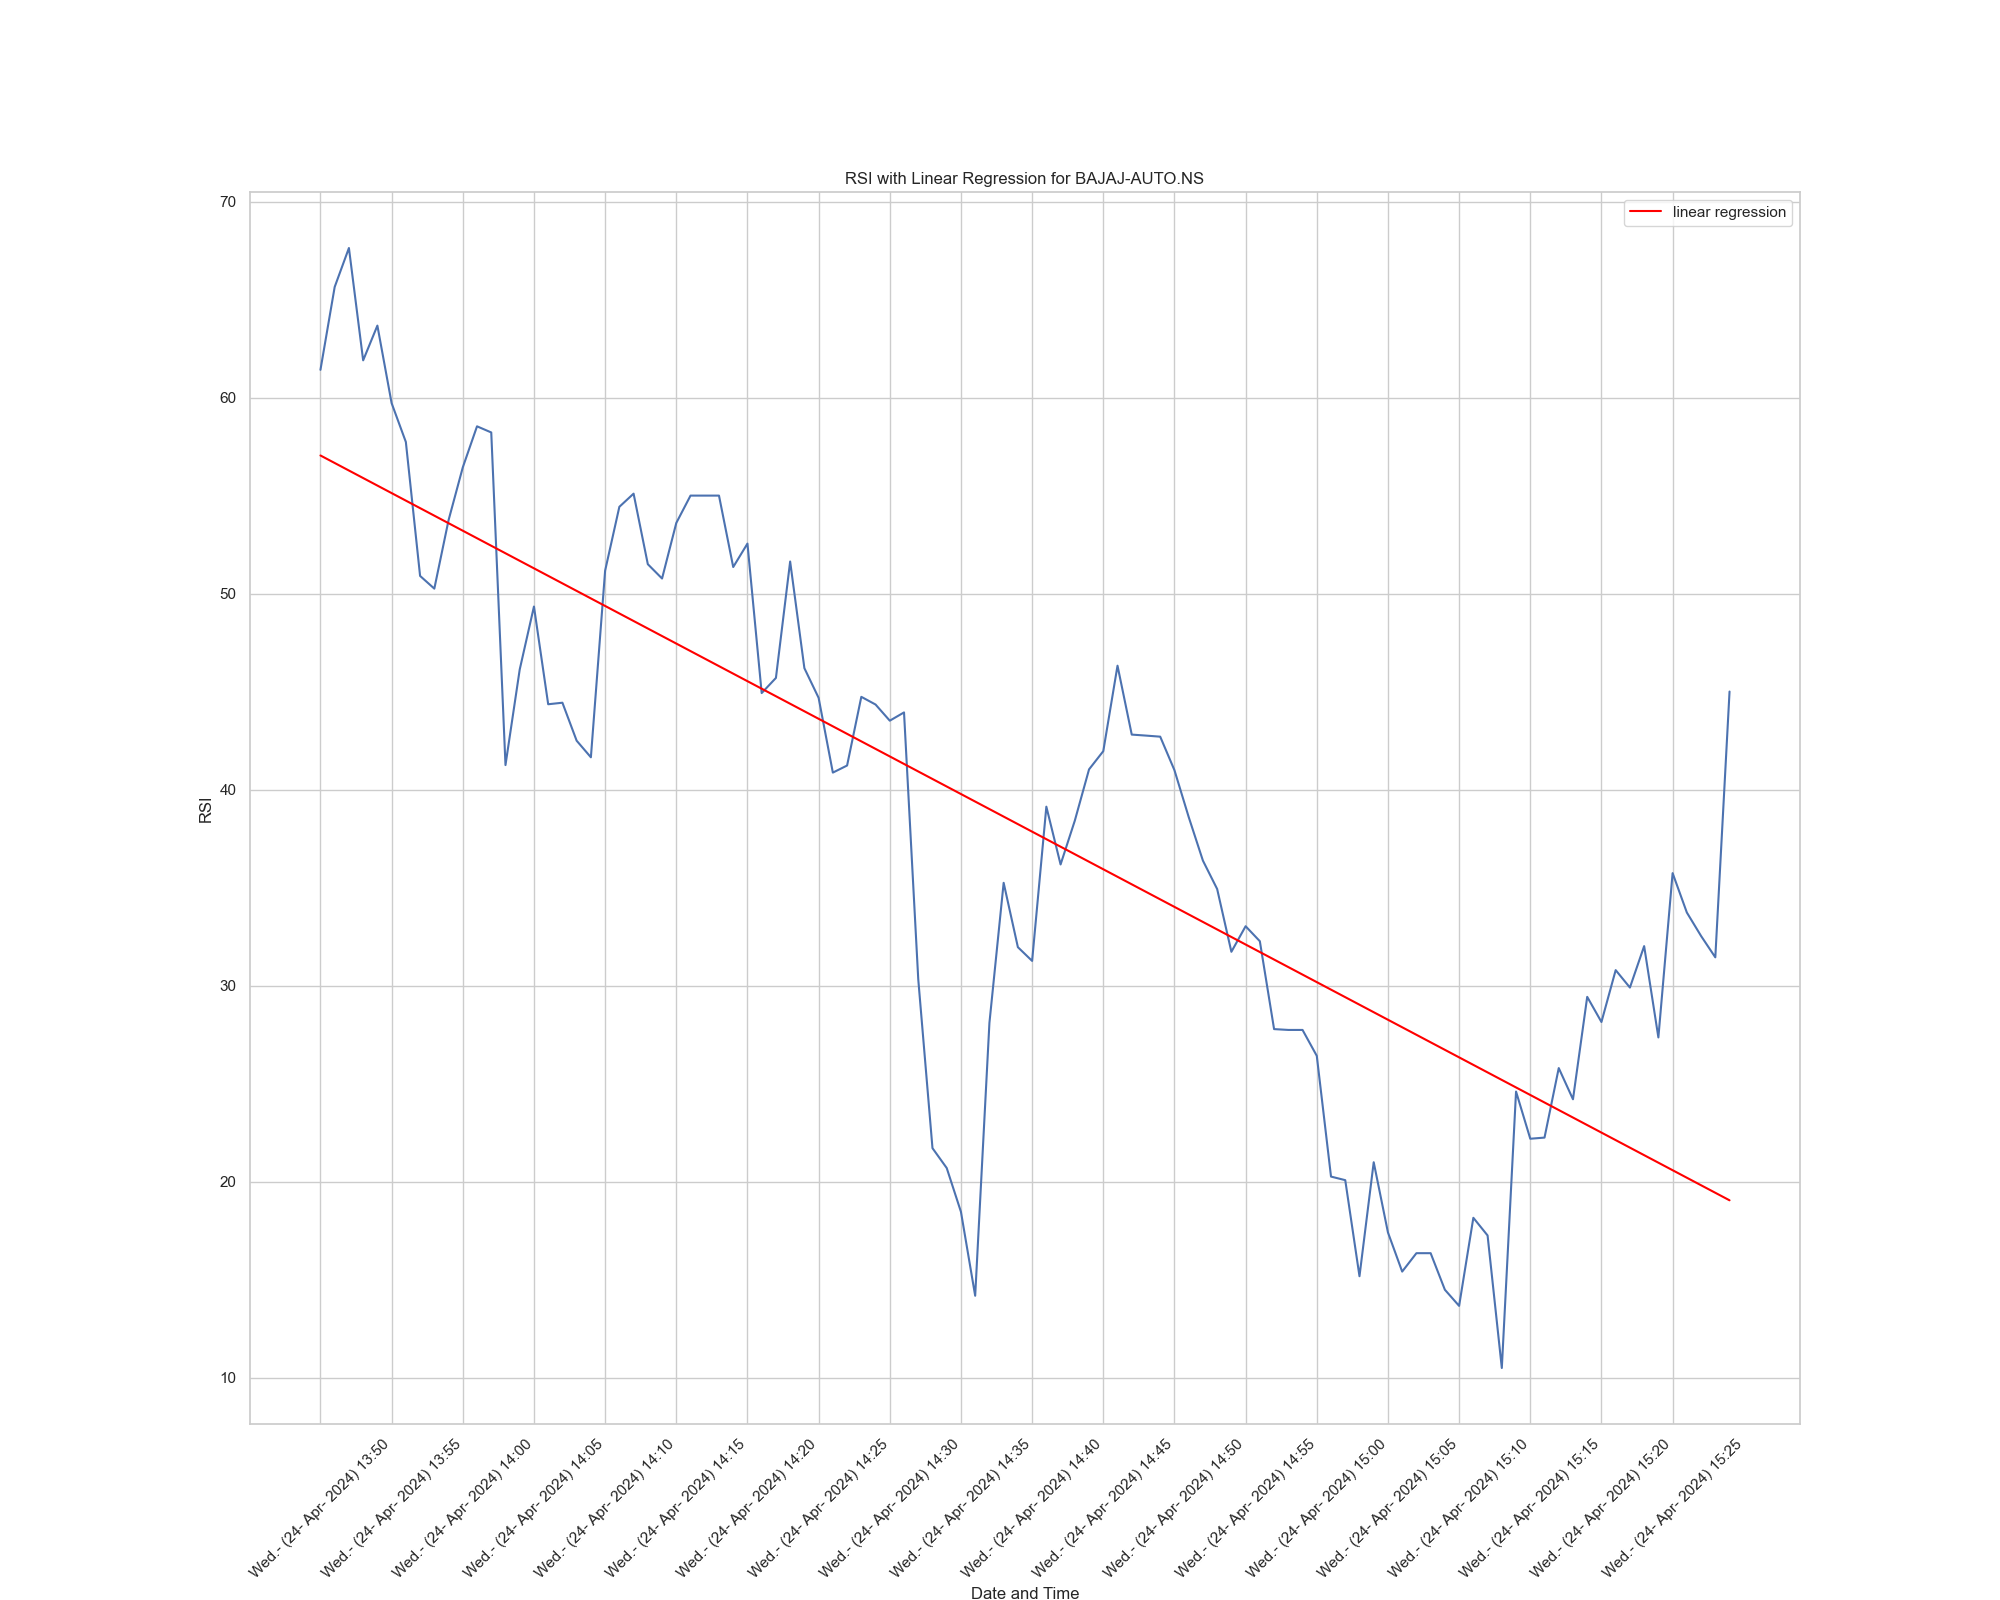 RSI with Linear Regression for BAJAJ-AUTO.NS
linear regression
70
60
50
40
30
20
10
RSI
Wed.- (24- Apr- 2024) 13:50
Wed.- (24- Apr- 2024) 13:55
Wed.- (24- Apr- 2024) 14:00
Wed.- (24- Apr- 2024) 14:05
Wed.- (24- Apr- 2024) 14:10
Wed.- (24- Apr- 2024) 14:15
Wed.- (24- Apr- 2024) 14:20
Wed.- (24- Apr- 2024) 14:25
Wed.- (24- Apr- 2024) 14:30
Wed.- (24- Apr- 2024) 14:35
Wed.- (24- Apr- 2024) 14:40
Wed.- (24- Apr- 2024) 14:45
Wed.- (24- Apr- 2024) 14:50
Wed.- (24- Apr- 2024) 14:55
Wed.- (24- Apr- 2024) 15:00
Wed.- (24- Apr- 2024) 15:05
Wed.- (24- Apr- 2024) 15:10
Wed.- (24- Apr- 2024) 15:15
Wed.- (24- Apr- 2024) 15:20
Wed.- (24- Apr- 2024) 15:25
Date and Time